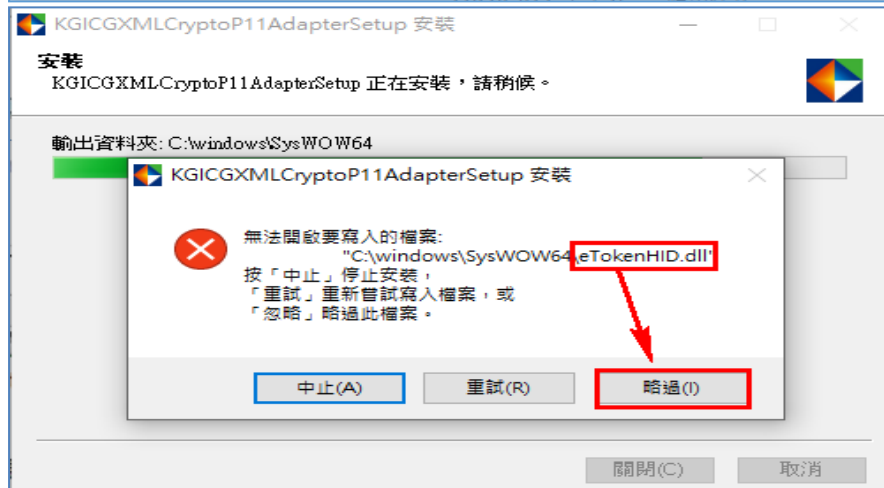 KGICGXMLCryptoP11AdapterSetup 安裝
安裝
KGICGXMLCryptoP11AdapterSetup 正在安裝，請稍候。
輸出資料夾: C:\windows\SysWOW64
KGICGXMLCryptoP11AdapterSetup 安裝
無法開啟要寫入的檔案:
"C:\windows\SysWOW64\eTokenHID.dll"
按「中止」停止安裝，
「重試」重新嘗試寫入檔案，或
「忽略」略過此檔案。
中止(A)
重試(R)
略過(I)
關閉(C)
取消